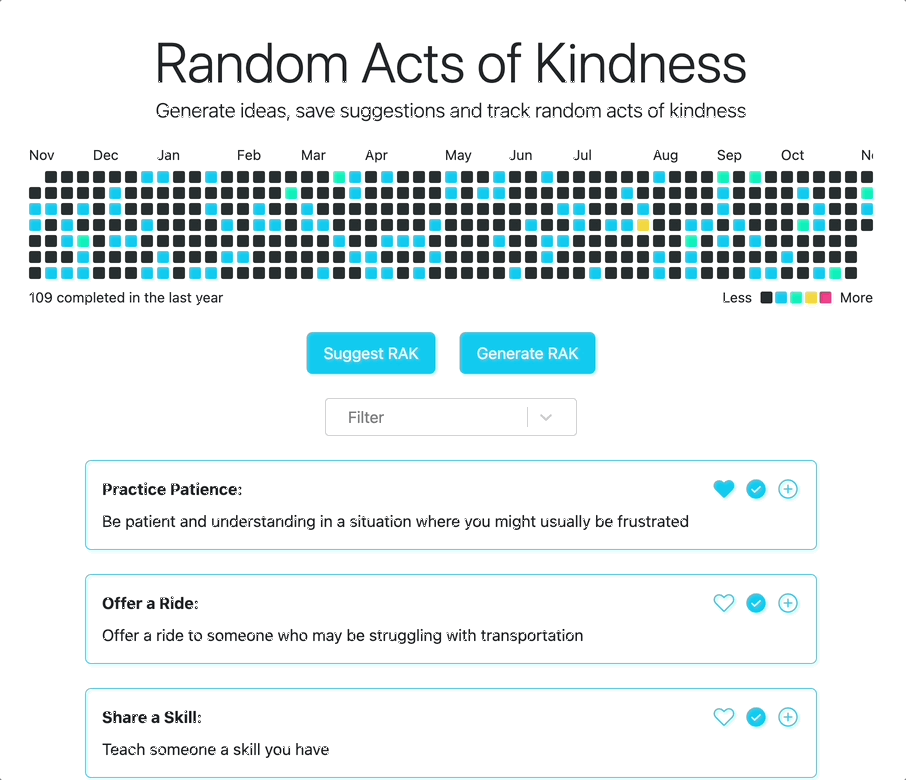 Random Acts of Kindness
Generate ideas, save suggestions and track random acts of kindness
Nov Dec Jan Feb Mar Apr May Jun Jul Aug Sep Oct
109 completed in the last year
Less More
Suggest RAK Generate RAK
Filter
Practice Patience:
Be patient and understanding in a situation where you might usually be frustrated
Offer a Ride:
Offer a ride to someone who may be struggling with transportation
Share a Skill:
Teach someone a skill you have